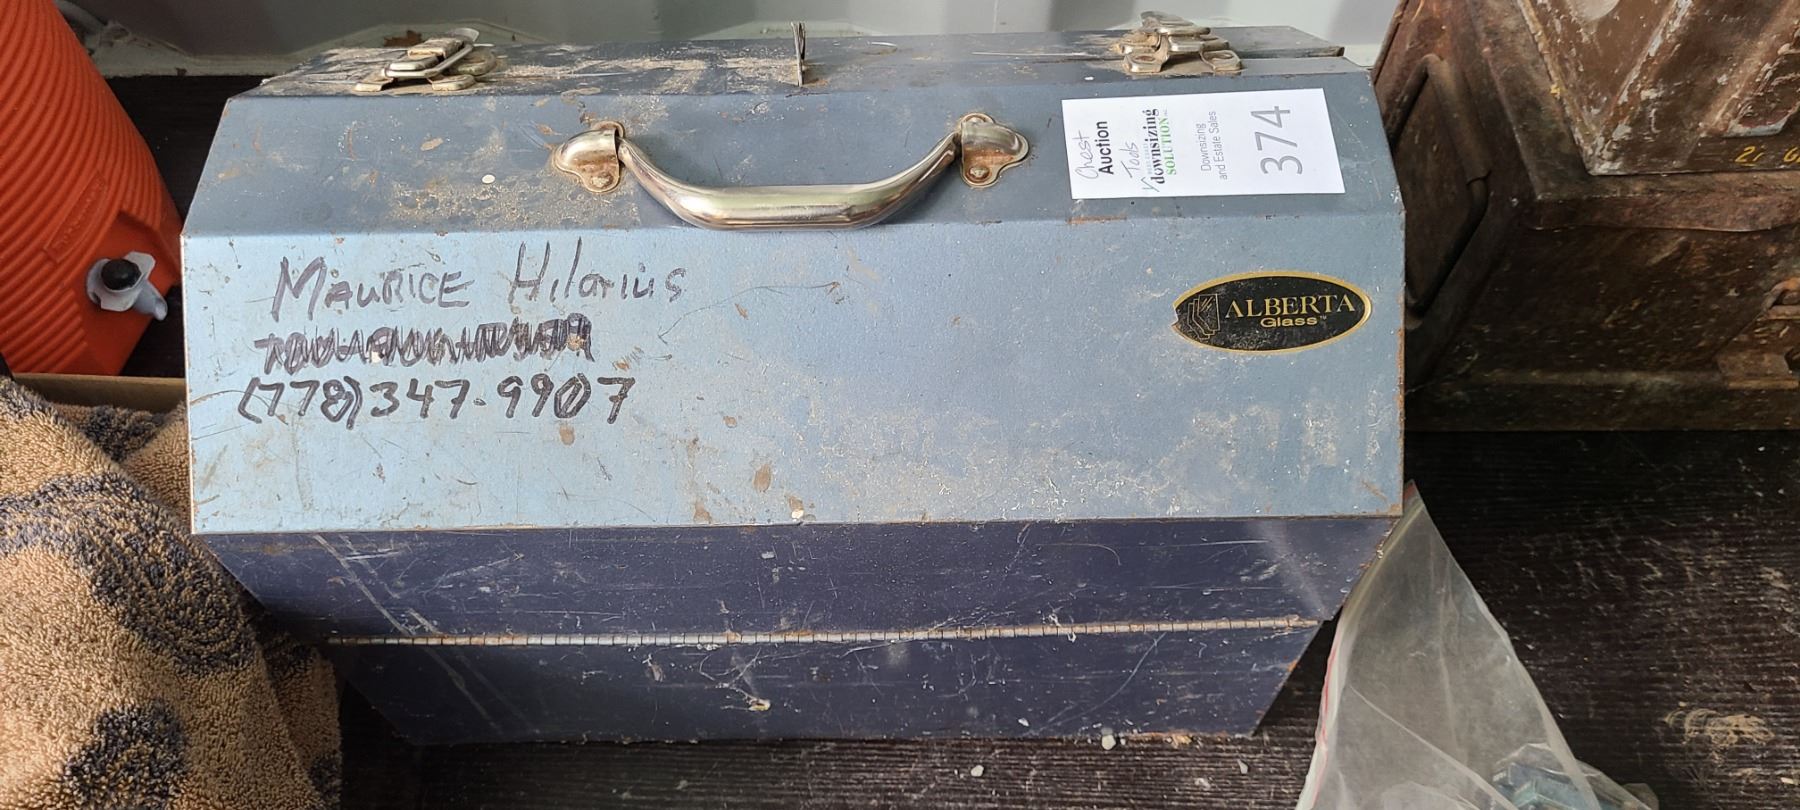 Maurice Hilarius
(778)347-9907
Chest
Auction
Tools
downsizing
SOLUTION
Downsizing
and Estate Sales
374
ALBERTA
Glass